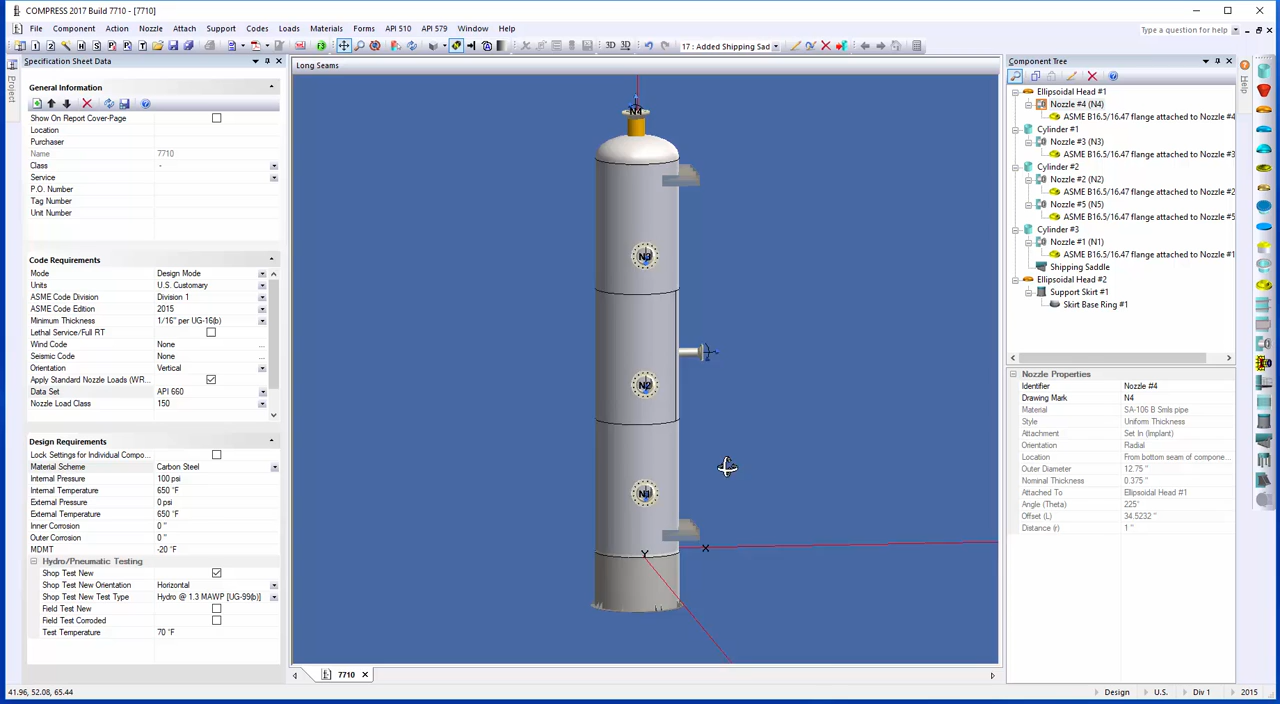 COMPRESS 2017 Build 7710 - [7710]
File Component Action Nozzle Attach Support Codes Loads Materials Forms API 510 API 579 Window Help
Type a question for help
3D 3D 17 : Added Shipping Sad
Specification Sheet Data
Long Seams
Component Tree
Project
Help
General Information
Show On Report Cover-Page
Location
Purchaser
Name 7710
Class -
Service
P.O. Number
Tag Number
Unit Number
Code Requirements
Mode Design Mode
Units U.S. Customary
ASME Code Division Division 1
ASME Code Edition 2015
Minimum Thickness 1/16" per UG-16(b)
Lethal Service/Full RT
Wind Code None ...
Seismic Code None ...
Orientation Vertical
Apply Standard Nozzle Loads (WR...
Data Set API 660
Nozzle Load Class 150
Design Requirements
Lock Settings for Individual Compo...
Material Scheme Carbon Steel
Internal Pressure 100 psi
Internal Temperature 650 °F
External Pressure 0 psi
External Temperature 650 °F
Inner Corrosion 0 "
Outer Corrosion 0 "
MDMT -20 °F
Hydro/Pneumatic Testing
Shop Test New
Shop Test New Orientation Horizontal
Shop Test New Test Type Hydro @ 1.3 MAWP [UG-99(b)]
Field Test New
Field Test Corroded
Test Temperature 70 °F
N4
N3
N2
N1
Y
X
7710
Ellipsoidal Head #1
Nozzle #4 (N4)
ASME B16.5/16.47 flange attached to Nozzle #4
Cylinder #1
Nozzle #3 (N3)
ASME B16.5/16.47 flange attached to Nozzle #3
Cylinder #2
Nozzle #2 (N2)
ASME B16.5/16.47 flange attached to Nozzle #2
Nozzle #5 (N5)
ASME B16.5/16.47 flange attached to Nozzle #5
Cylinder #3
Nozzle #1 (N1)
ASME B16.5/16.47 flange attached to Nozzle #1
Shipping Saddle
Ellipsoidal Head #2
Support Skirt #1
Skirt Base Ring #1
Nozzle Properties
Identifier Nozzle #4
Drawing Mark N4
Material SA-106 B Smls pipe
Style Uniform Thickness
Attachment Set In (Implant)
Orientation Radial
Location From bottom seam of compone...
Outer Diameter 12.75 "
Nominal Thickness 0.375 "
Attached To Ellipsoidal Head #1
Angle (Theta) 225°
Offset (L) 34.5232 "
Distance (r) 1 "
41.96, 52.08, 65.44
Design U.S. Div 1 2015